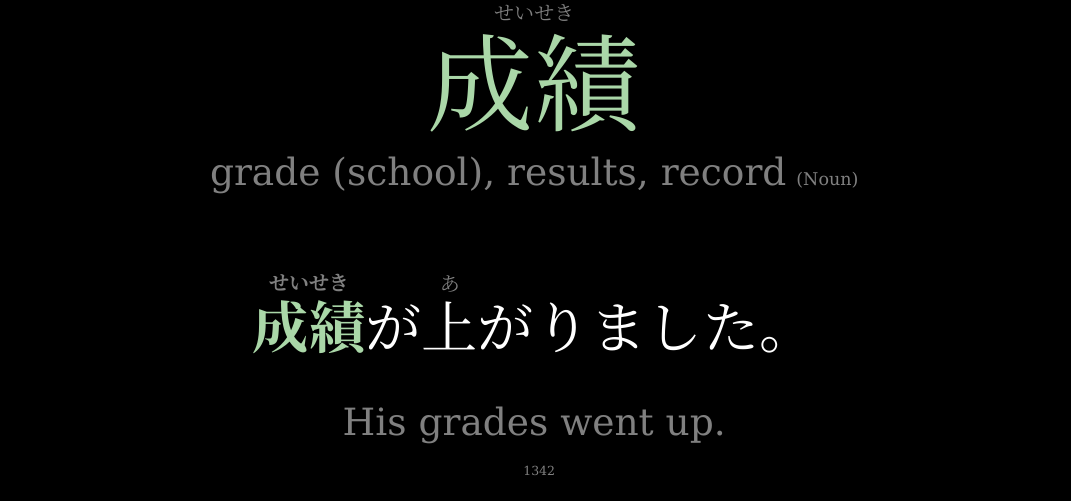 せいせき
成績
grade (school), results, record (Noun)
せいせき あ
成績が上がりました。
His grades went up.
1342